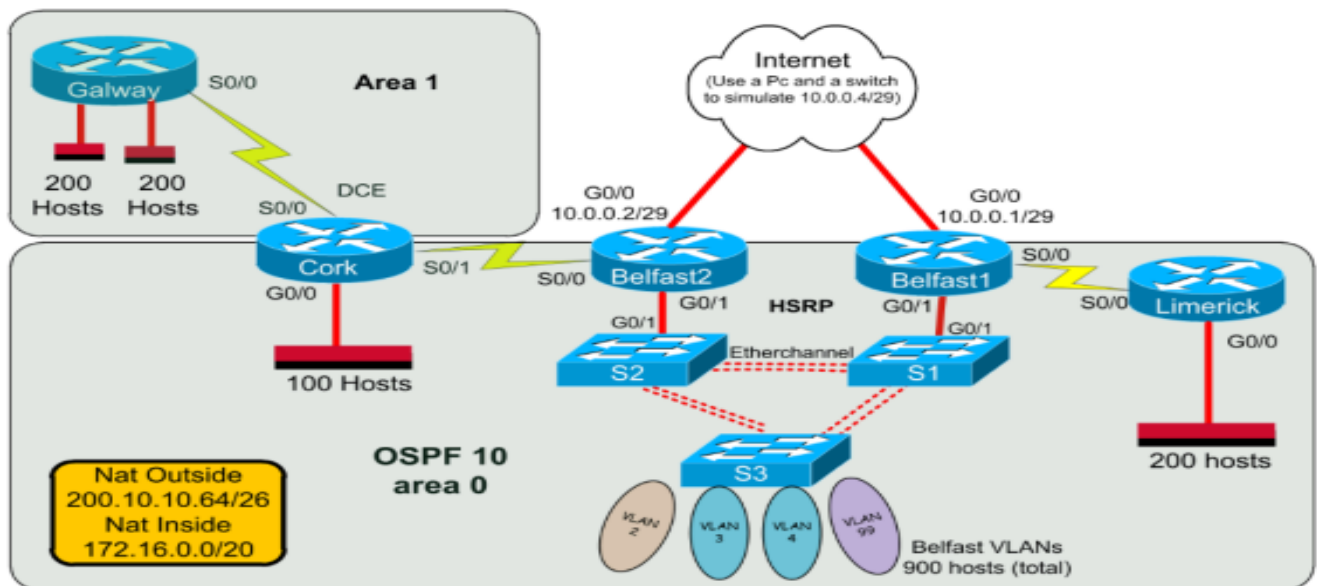 Galway
S0/0
Area 1
200
Hosts
200
Hosts
DCE
S0/0
Internet
(Use a Pc and a switch
to simulate 10.0.0.4/29)
G0/0
10.0.0.2/29
G0/0
10.0.0.1/29
Cork
S0/1
S0/0
Belfast2
Belfast1
S0/0
S0/0
Limerick
G0/0
G0/1
HSRP
G0/1
G0/1
G0/1
G0/0
Etherchannel
S2
S1
100 Hosts
OSPF 10
area 0
S3
200 hosts
Nat Outside
200.10.10.64/26
Nat Inside
172.16.0.0/20
VLAN
2
VLAN
3
VLAN
4
VLAN
99
Belfast VLANs
900 hosts (total)